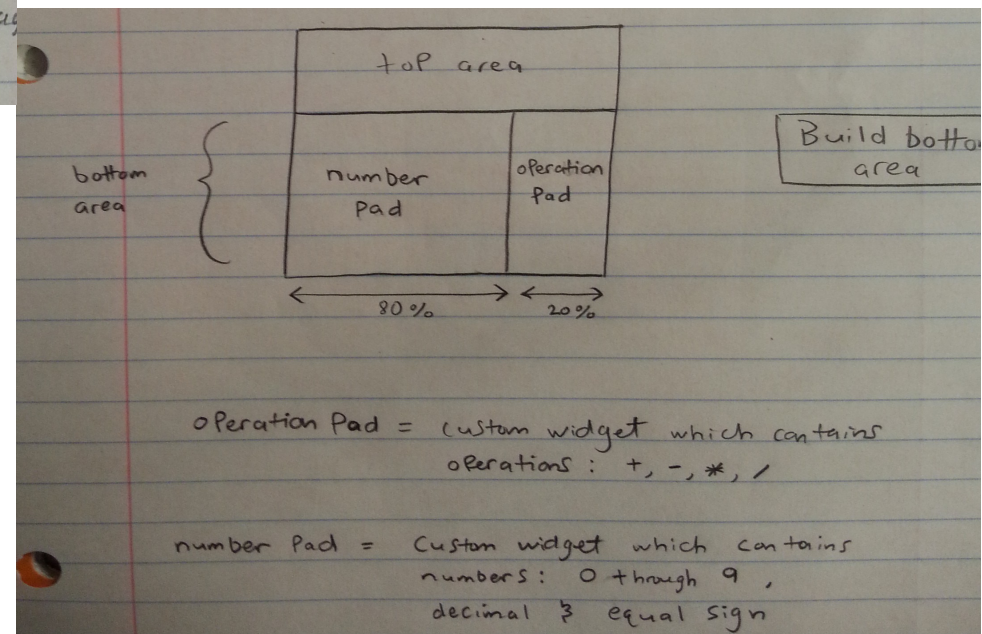 top area
Build
area
bottom
area
number
Pad
operation
Pad
80%
20%
operation Pad = custom widget which contains
operations : +, -, *, /
number Pad = Custom widget which contains
numbers : 0 through 9 ,
decimal & equal sign